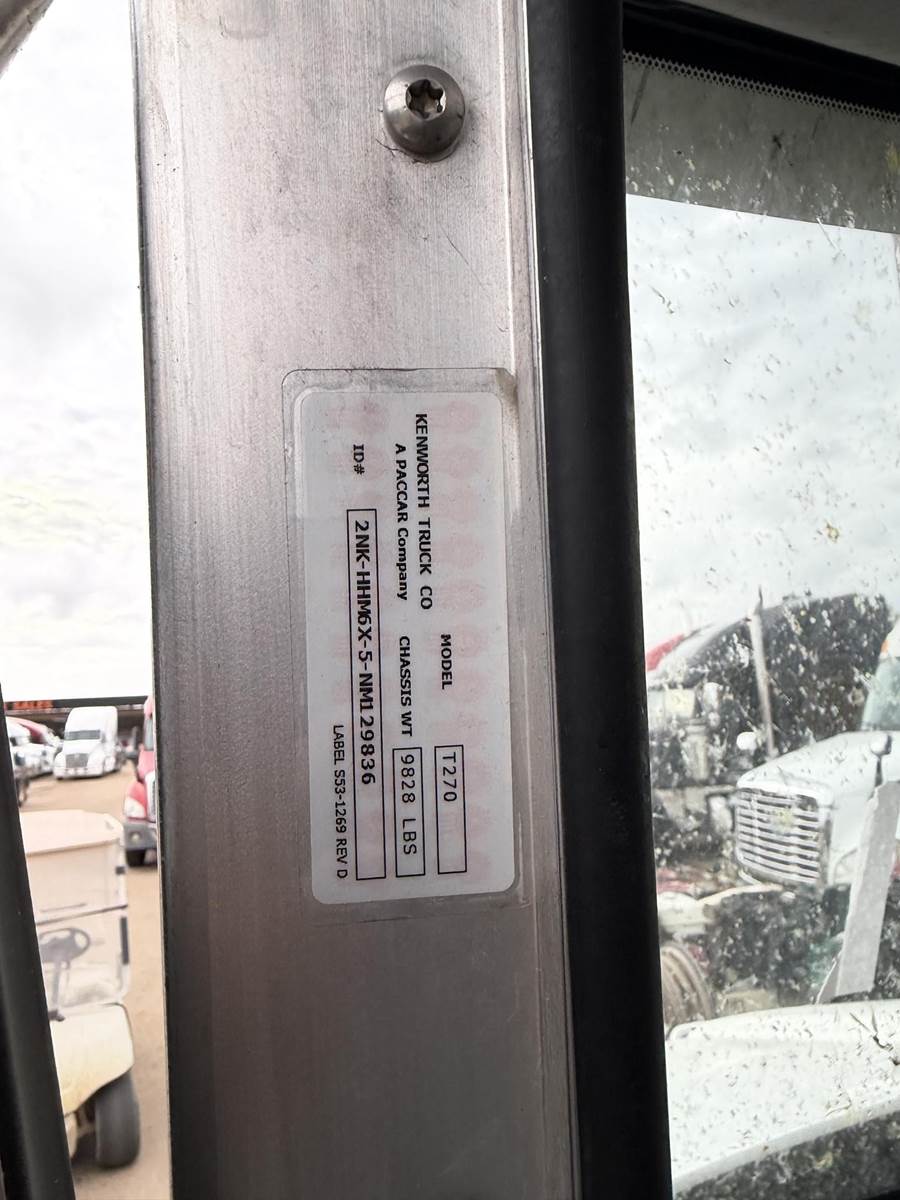 MODEL T270
KENWORTH TRUCK CO
A PACCAR Company CHASSIS WT 9828 LBS
ID# 2NK-HHM6X-5-NM129836
LABEL S53-1269 REV D
SALES